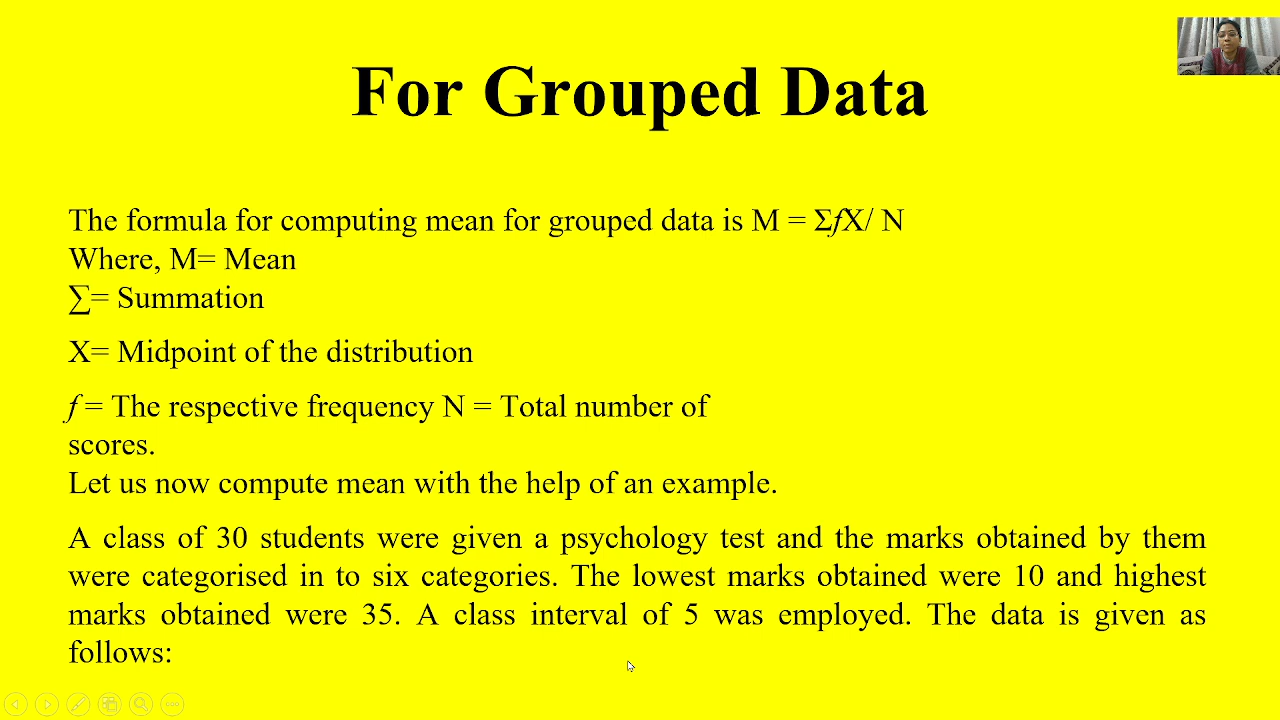 For Grouped Data
The formula for computing mean for grouped data is M = ΣfX/ N
Where, M= Mean
∑= Summation
X= Midpoint of the distribution
f = The respective frequency N = Total number of
scores.
Let us now compute mean with the help of an example.
A class of 30 students were given a psychology test and the marks obtained by them
were categorised in to six categories. The lowest marks obtained were 10 and highest
marks obtained were 35. A class interval of 5 was employed. The data is given as
follows: